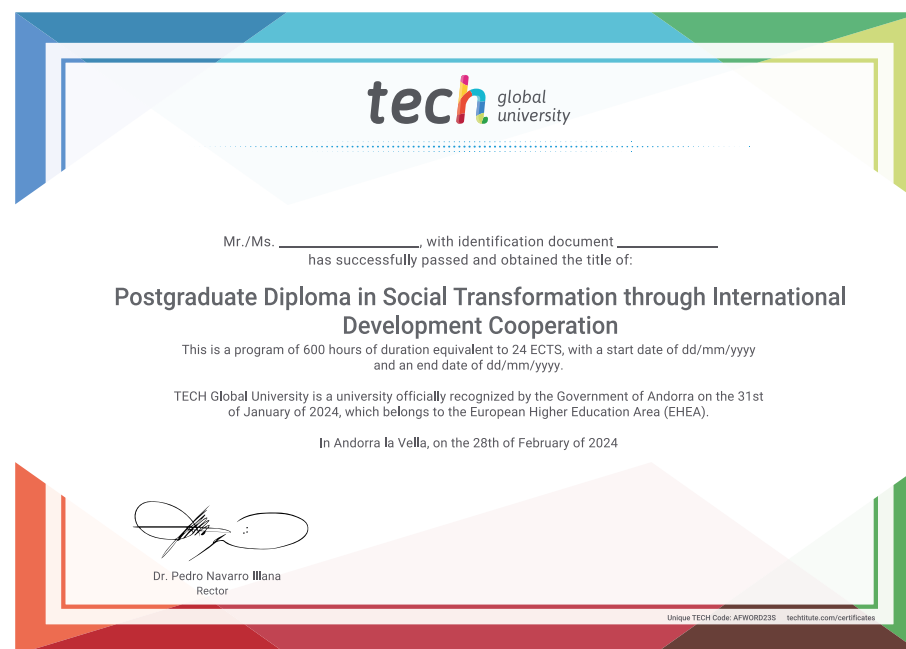 tech global university
Mr./Ms. ____________, with identification document ____________
has successfully passed and obtained the title of:
Postgraduate Diploma in Social Transformation through International
Development Cooperation
This is a program of 600 hours of duration equivalent to 24 ECTS, with a start date of dd/mm/yyyy
and an end date of dd/mm/yyyy.
TECH Global University is a university officially recognized by the Government of Andorra on the 31st
of January of 2024, which belongs to the European Higher Education Area (EHEA).
In Andorra la Vella, on the 28th of February of 2024
Dr. Pedro Navarro Illana
Rector
Unique TECH Code: AFWORD23S techtitute.com/certificates